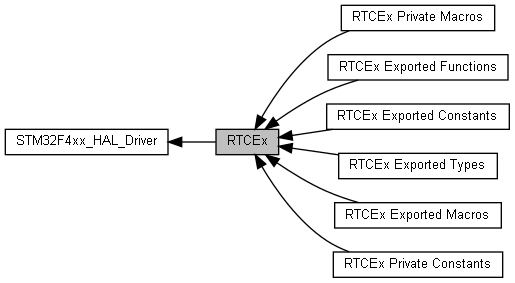 RTCEx Private Macros
RTCEx Exported Functions
RTCEx Exported Constants
STM32F4xx_HAL_Driver
RTCEx
RTCEx Exported Types
RTCEx Exported Macros
RTCEx Private Constants